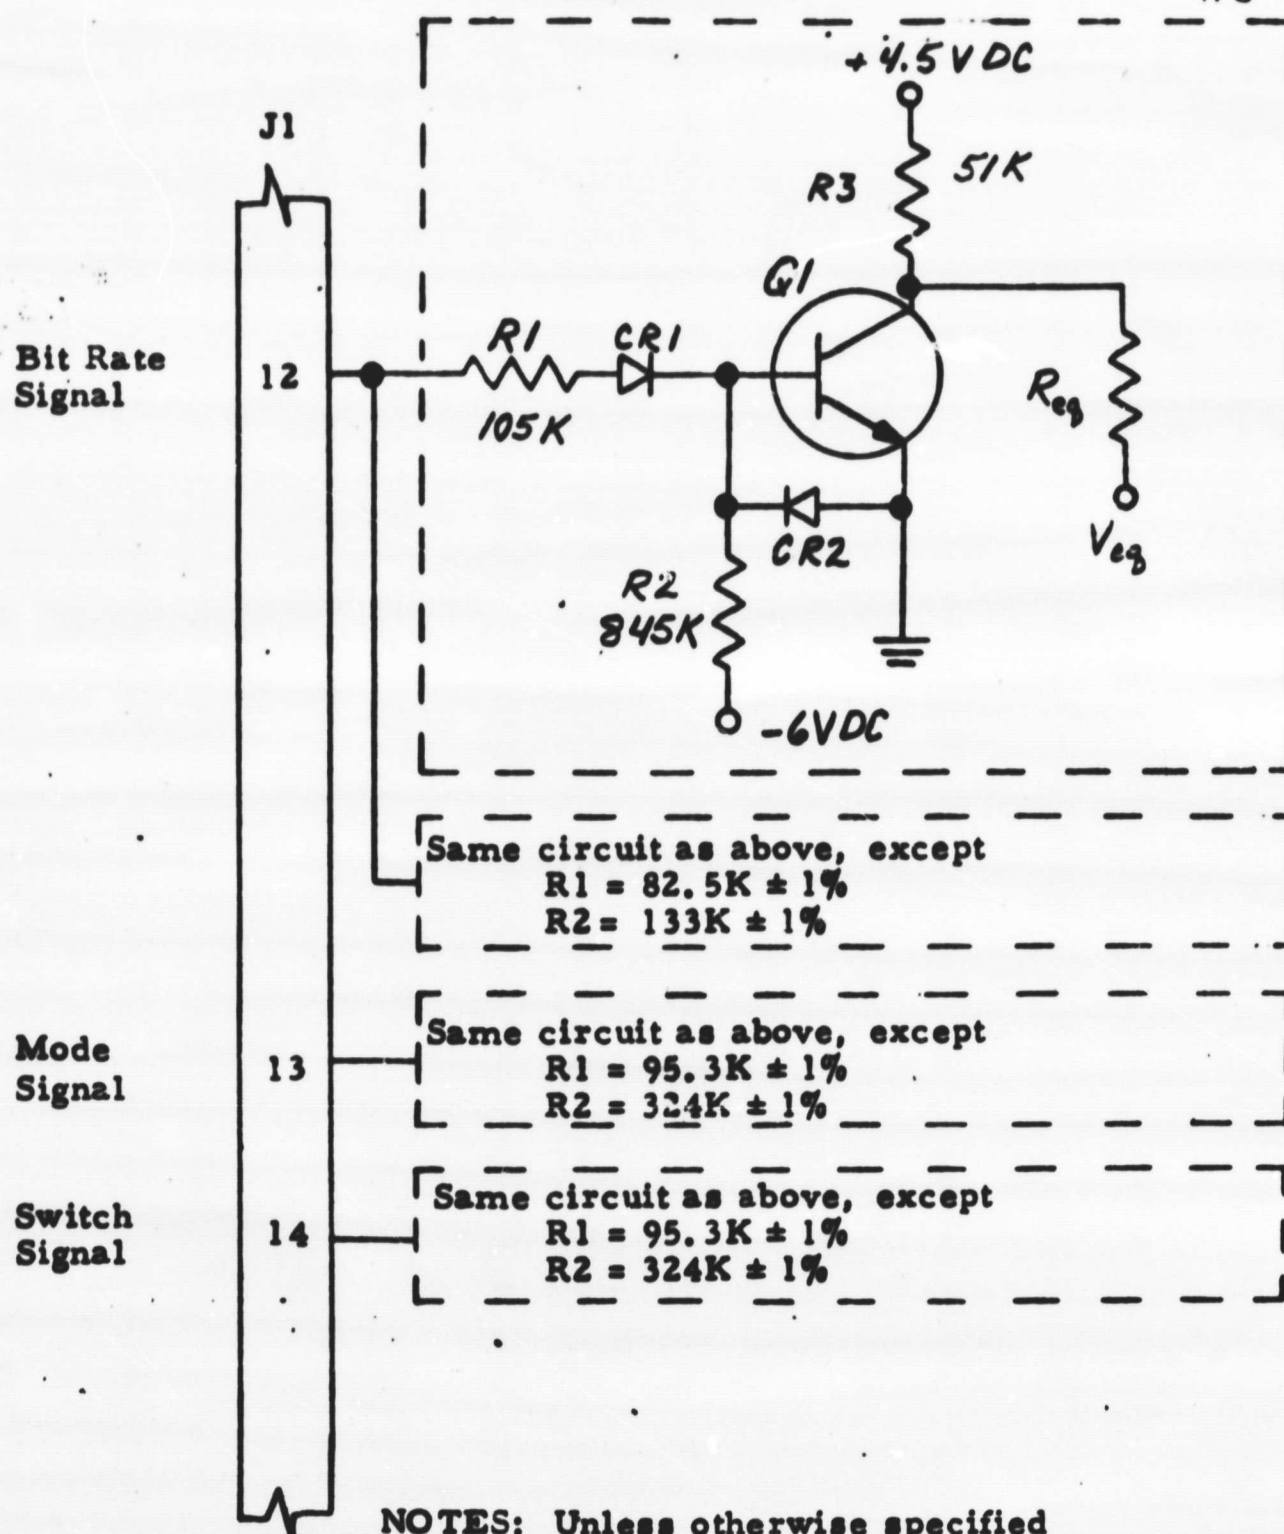 +4.5VDC
J1
R3
51K
Q1
R1
CR1
Bit Rate
Signal
12
105K
Req
CR2
Veq
R2
845K
-6VDC
Same circuit as above, except
R1 = 82.5K ± 1%
R2 = 133K ± 1%
Mode
Signal
13
Same circuit as above, except
R1 = 95.3K ± 1%
R2 = 324K ± 1%
Switch
Signal
14
Same circuit as above, except
R1 = 95.3K ± 1%
R2 = 324K ± 1%
NOTES: Unless otherwise specified